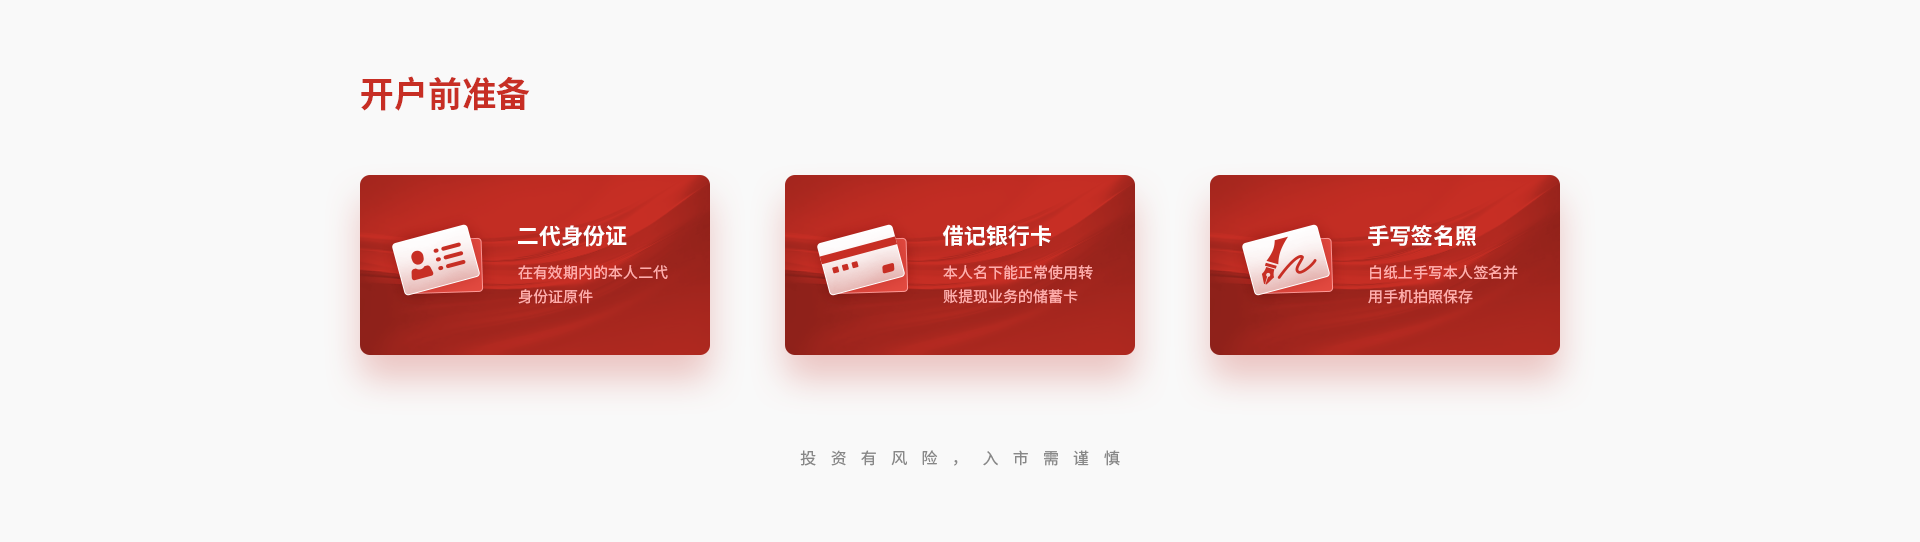 开户前准备
二代身份证
在有效期内的本人二代
身份证原件
借记银行卡
本人名下能正常使用转
账提现业务的储蓄卡
手写签名照
白纸上手写本人签名并
用手机拍照保存
投资有风险，入市需谨慎